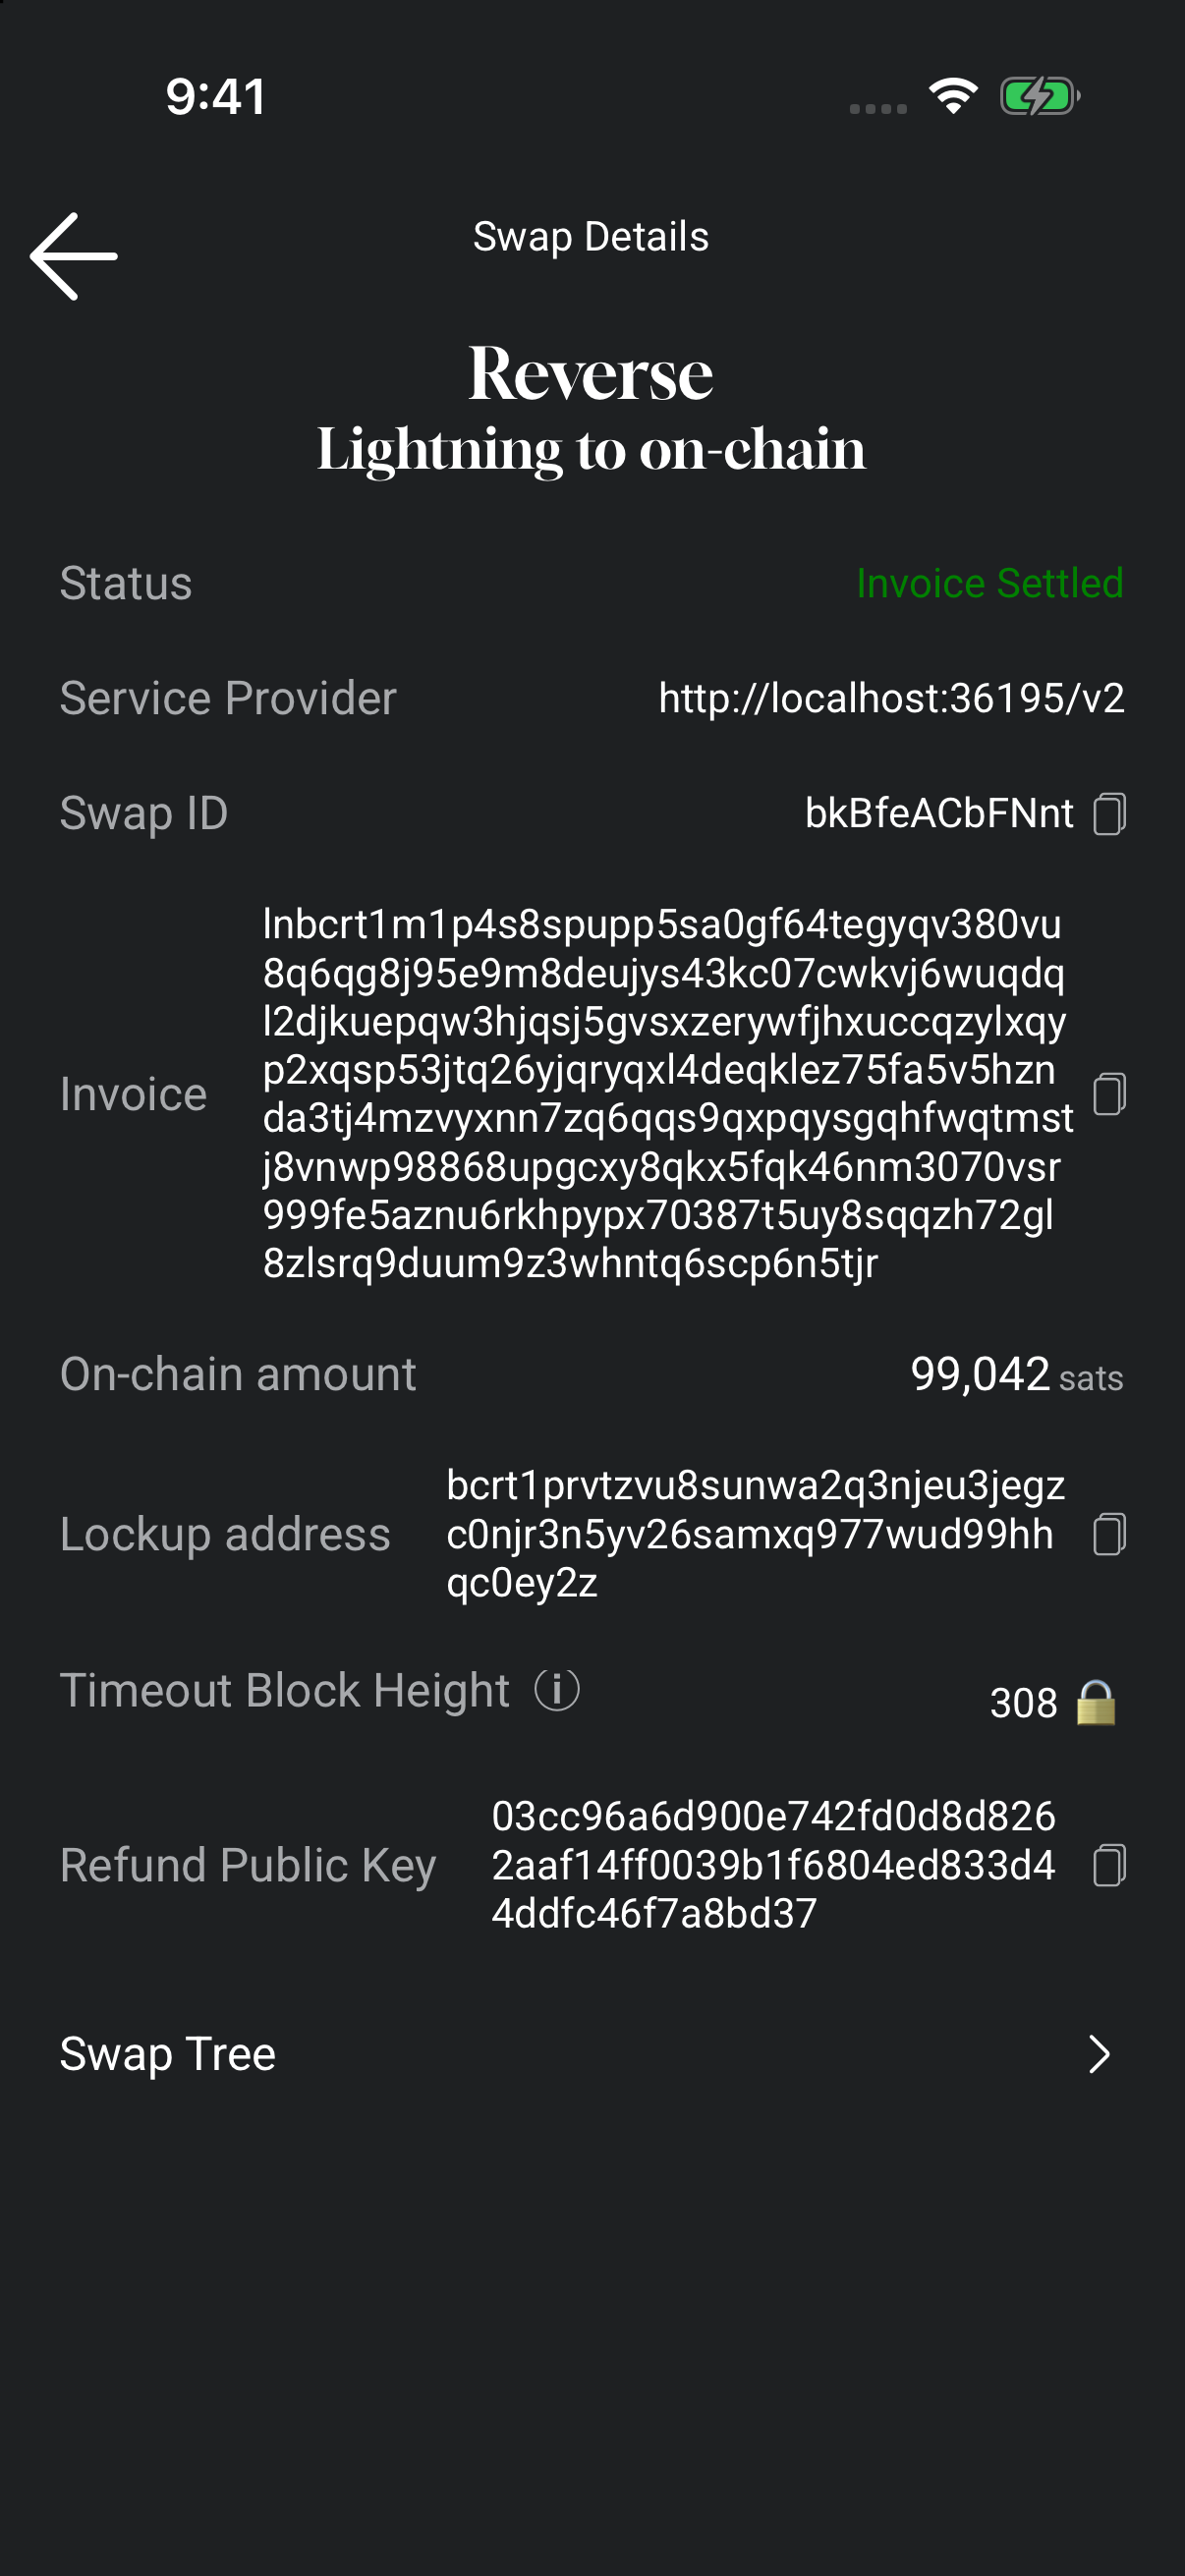 9:41
Swap Details
Reverse
Lightning to on-chain
Status
Invoice Settled
Service Provider
http://localhost:36195/v2
Swap ID
bkBfeACbFNnt
Invoice
lnbcrt1m1p4s8spupp5sa0gf64tegyqv380vu
8q6qg8j95e9m8deujys43kc07cwkvj6wuqdq
l2djkuepqw3hjqsj5gvsxzerywfjhxuccqzylxqy
p2xqsp53jtq26yjqryqxl4deqklez75fa5v5hzn
da3tj4mzvyxnn7zq6qqs9qxpqysgqhfwqtmst
j8vnwp98868upgcxy8qkx5fqk46nm3070vsr
999fe5aznu6rkhpypx70387t5uy8sqqzh72gl
8zlsrq9duum9z3whntq6scp6n5tjr
On-chain amount
99,042 sats
Lockup address
bcrt1prvtzvu8sunwa2q3njeu3jegz
c0njr3n5yv26samxq977wud99hh
qc0ey2z
Timeout Block Height
308
Refund Public Key
03cc96a6d900e742fd0d8d826
2aaf14ff0039b1f6804ed833d4
4ddfc46f7a8bd37
Swap Tree